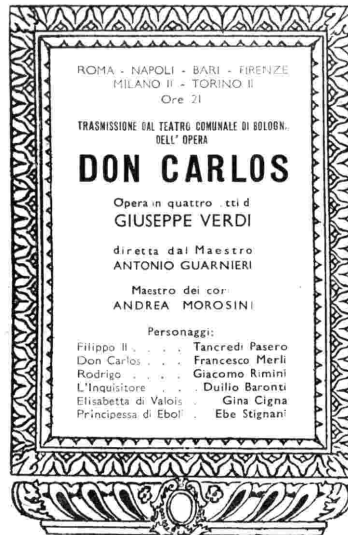 ROMA - NAPOLI - BARI - FIRENZE
MILANO II - TORINO II
Ore 21
TRASMISSIONE DAL TEATRO COMUNALE DI BOLOGN
DELL' OPERA
DON CARLOS
Opera in quattro tti d
GIUSEPPE VERDI
diretta dal Maestro
ANTONIO GUARNIERI
Maestro dei cor
ANDREA MOROSINI
Personaggi:
Filippo II . . . . Tancredi Pasero
Don Carlos . . . Francesco Merli
Rodrigo . . . . Giacomo Rimini
L'Inquisitore . . . Duilio Baronti
Elisabetta di Valois . Gina Cigna
Principessa di Eboli . Ebe Stignani